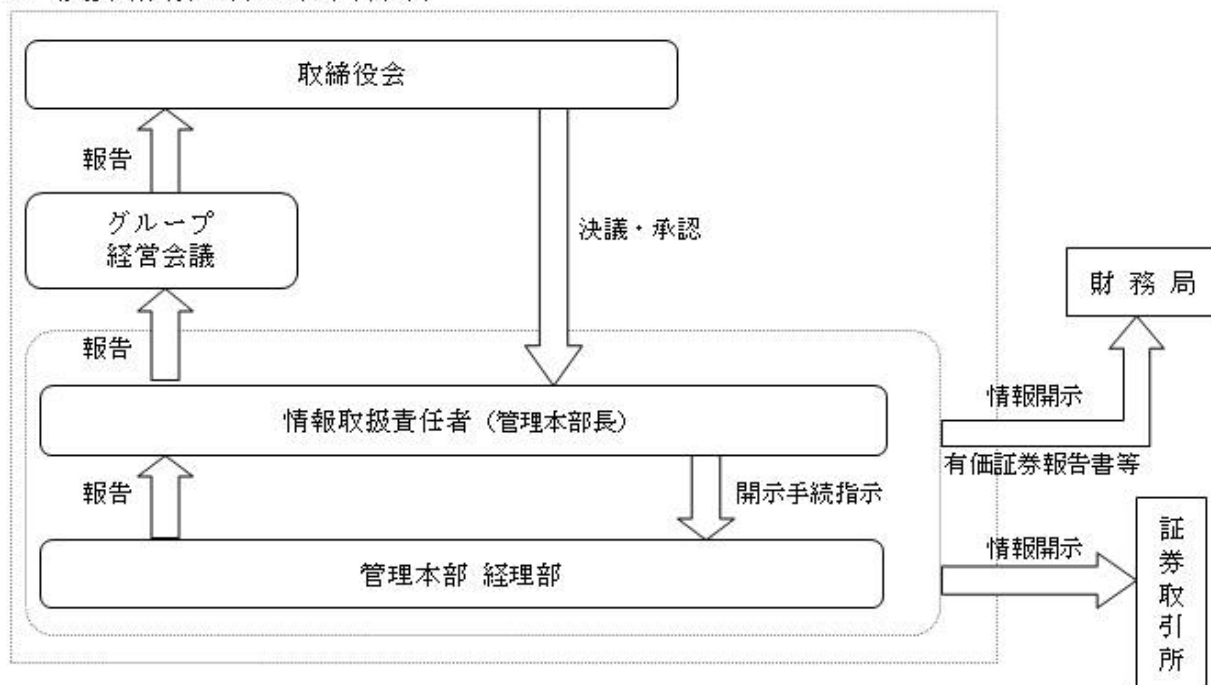 取締役会
報告
グループ
経営会議
決議・承認
財務局
報告
情報取扱責任者（管理本部長）
情報開示
有価証券報告書等
報告
開示手続指示
管理本部 経理部
情報開示
証券取引所